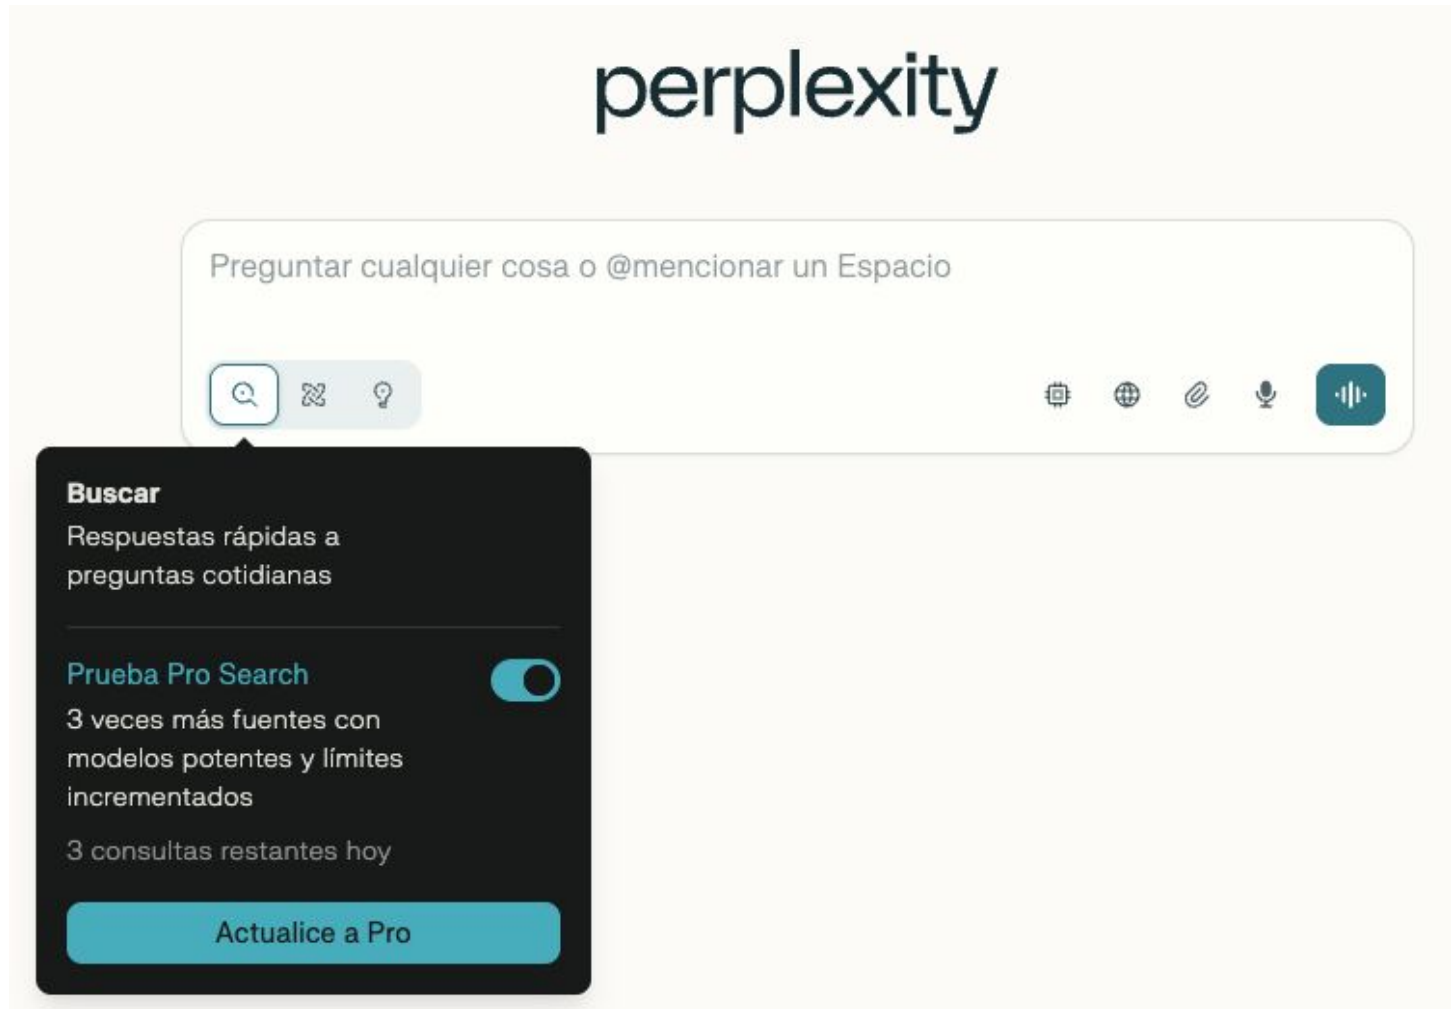 perplexity
Preguntar cualquier cosa o @mencionar un Espacio
Buscar
Respuestas rápidas a
preguntas cotidianas
Prueba Pro Search
3 veces más fuentes con
modelos potentes y límites
incrementados
3 consultas restantes hoy
Actualice a Pro